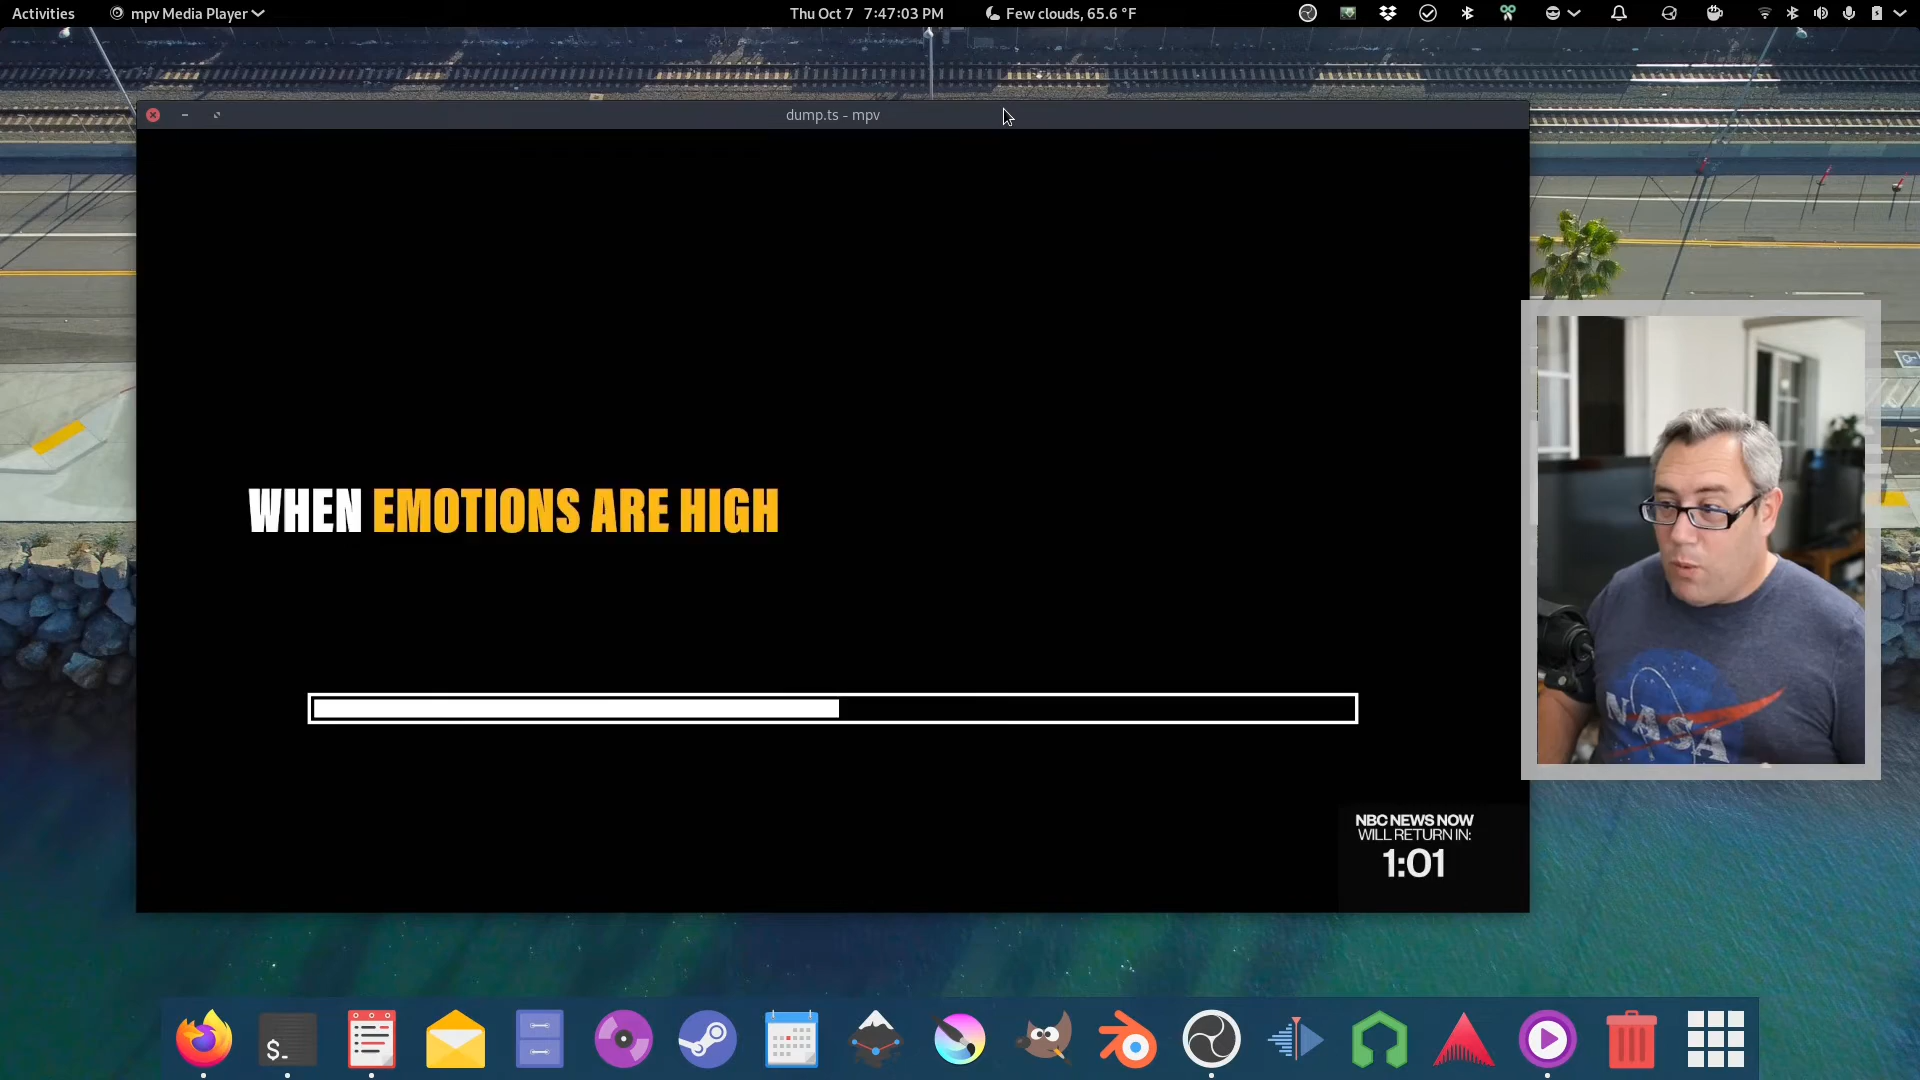 Activities
mpv Media Player
Thu Oct 7 7:47:03 PM
Few clouds, 65.6 °F
dump.ts - mpv
WHEN EMOTIONS ARE HIGH
NASA
NBC NEWS NOW
WILL RETURN IN:
1:01
$_